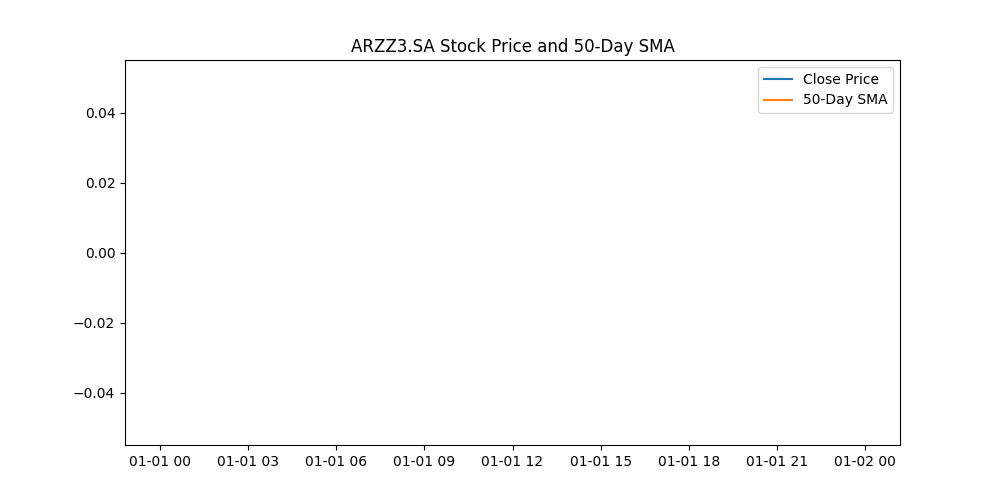 ARZZ3.SA Stock Price and 50-Day SMA
Close Price
50-Day SMA
0.04
0.02
0.00
−0.02
−0.04
01-01 00 01-01 03 01-01 06 01-01 09 01-01 12 01-01 15 01-01 18 01-01 21 01-02 00